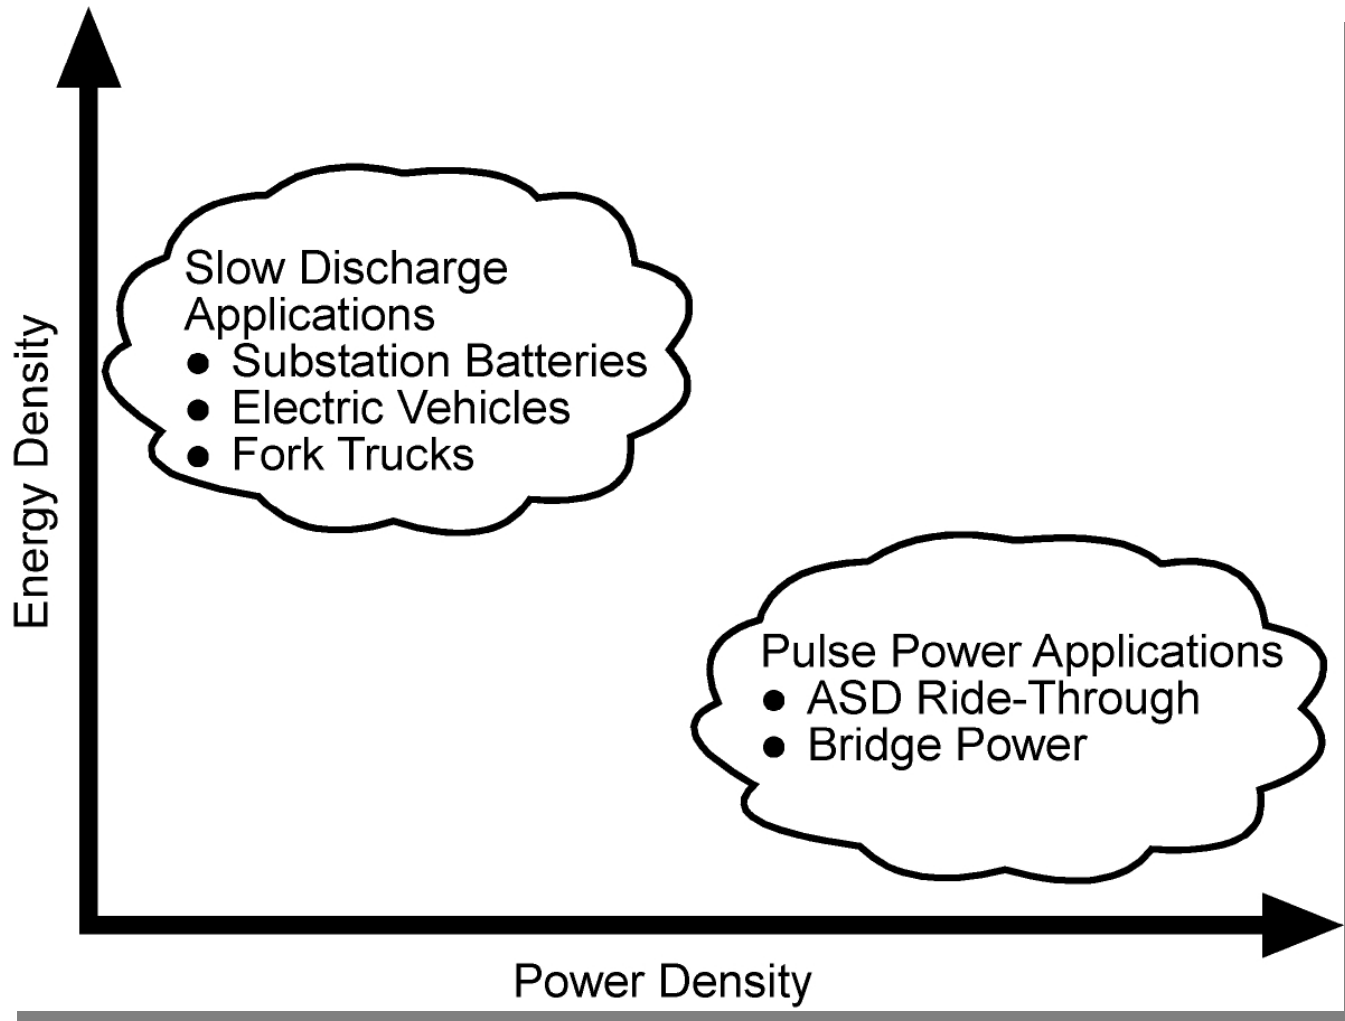 Energy Density
Slow Discharge
Applications
● Substation Batteries
● Electric Vehicles
● Fork Trucks
Pulse Power Applications
● ASD Ride-Through
● Bridge Power
Power Density